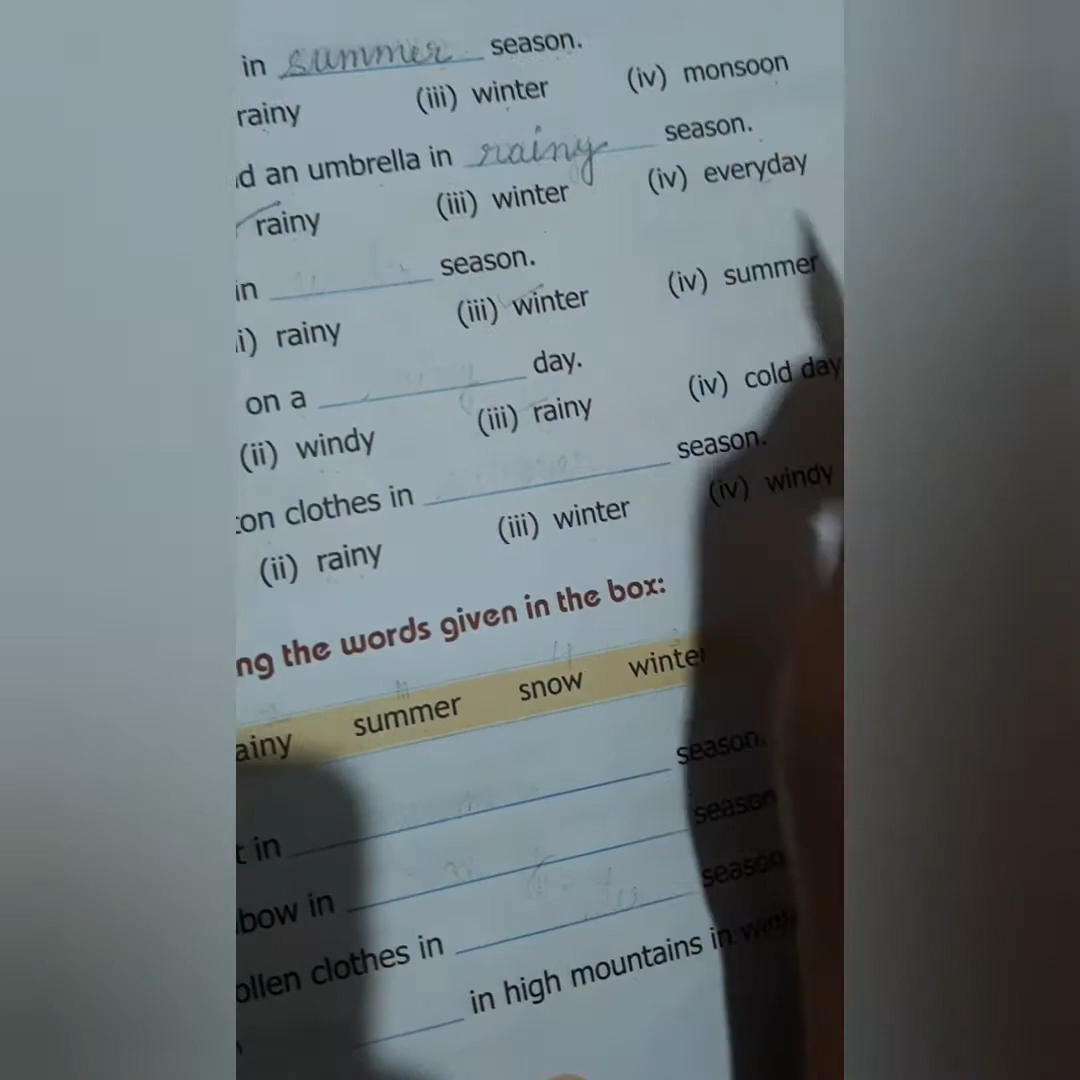 in summer season.
rainy (iii) winter (iv) monsoon
d an umbrella in rainy season.
rainy (iii) winter (iv) everyday
in season.
i) rainy (iii) winter (iv) summer
on a day.
(ii) windy (iii) rainy (iv) cold day
on clothes in season.
(ii) rainy (iii) winter (iv) windy
ng the words given in the box:
ainy summer snow winter
t in season.
bow in season
ollen clothes in season
in high mountains in